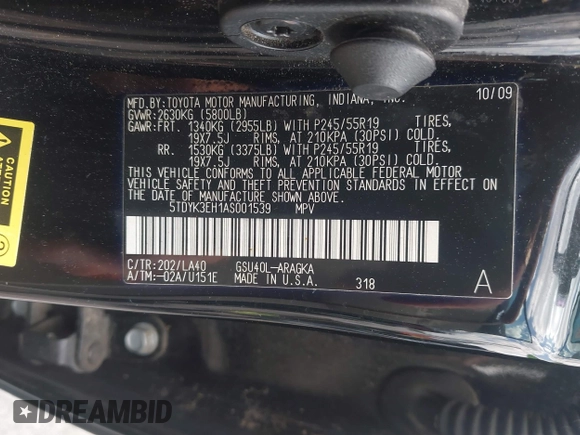 MFD.BY:TOYOTA MOTOR MANUFACTURING, INDIANA, INC. 10/09
GVWR:2630KG (5800LB)
GAWR:FRT. 1340KG (2955LB) WITH P245/55R19 TIRES,
19X7.5J RIMS, AT 210KPA (30PSI) COLD.
RR. 1530KG (3375LB) WITH P245/55R19 TIRES,
19X7.5J RIMS, AT 210KPA (30PSI) COLD.
THIS VEHICLE CONFORMS TO ALL APPLICABLE FEDERAL MOTOR
VEHICLE SAFETY AND THEFT PREVENTION STANDARDS IN EFFECT ON
THE DATE OF MANUFACTURE SHOWN ABOVE.
5TDYK3EH1AS001539 MPV
C/TR:202/LA40 GSU40L-ARAGKA
A/TM:-02A/U151E MADE IN U.S.A. 318 A
CAUTION
DREAMBID